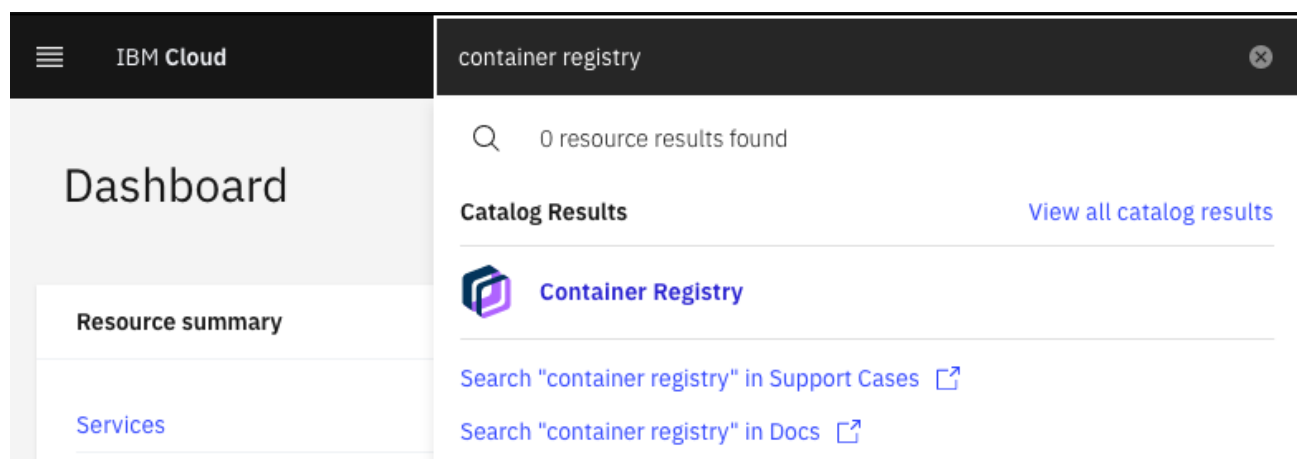 IBM Cloud
container registry
0 resource results found
Dashboard
Catalog Results
View all catalog results
Container Registry
Resource summary
Search "container registry" in Support Cases
Services
Search "container registry" in Docs